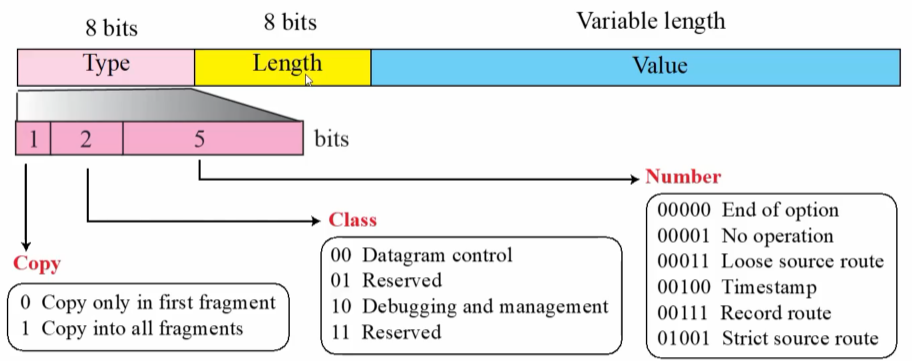 8 bits 8 bits Variable length
Type Length Value
1 2 5 bits
Number
00000 End of option
00001 No operation
00011 Loose source route
00100 Timestamp
00111 Record route
01001 Strict source route
Class
00 Datagram control
01 Reserved
10 Debugging and management
11 Reserved
Copy
0 Copy only in first fragment
1 Copy into all fragments